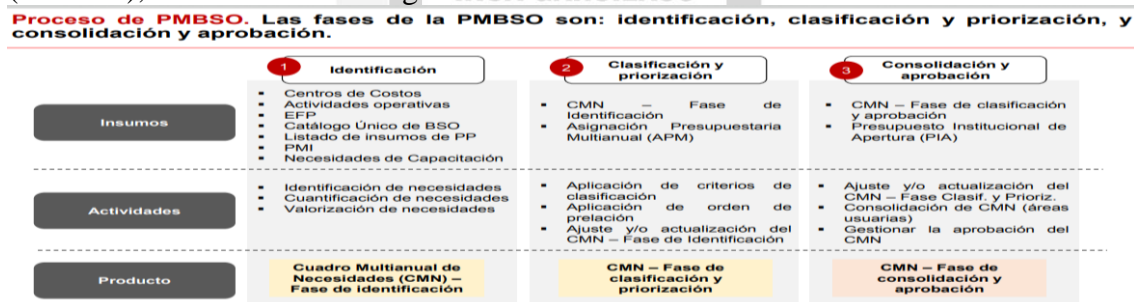 Proceso de PMBSO. Las fases de la PMBSO son: identificación, clasificación y priorización, y
consolidación y aprobación.
1 Identificación
2 Clasificación y
priorización
3 Consolidación y
aprobación
Insumos
▪ Centros de Costos
▪ Actividades operativas
▪ EFP
▪ Catálogo Único de BSO
▪ Listado de insumos de PP
▪ PMI
▪ Necesidades de Capacitación
▪ CMN – Fase de
Identificación
▪ Asignación Presupuestaria
Multianual (APM)
▪ CMN – Fase de clasificación
y aprobación
▪ Presupuesto Institucional de
Apertura (PIA)
Actividades
▪ Identificación de necesidades
▪ Cuantificación de necesidades
▪ Valorización de necesidades
▪ Aplicación de criterios de
clasificación
▪ Aplicación de orden de
prelación
▪ Ajuste y/o actualización del
CMN – Fase de Identificación
▪ Ajuste y/o actualización del
CMN – Fase Clasif. y Prioriz.
▪ Consolidación de CMN (áreas
usuarias)
▪ Gestionar la aprobación del
CMN
Producto
Cuadro Multianual de
Necesidades (CMN) –
Fase de identificación
CMN – Fase de
clasificación y
priorización
CMN – Fase de
consolidación y
aprobación